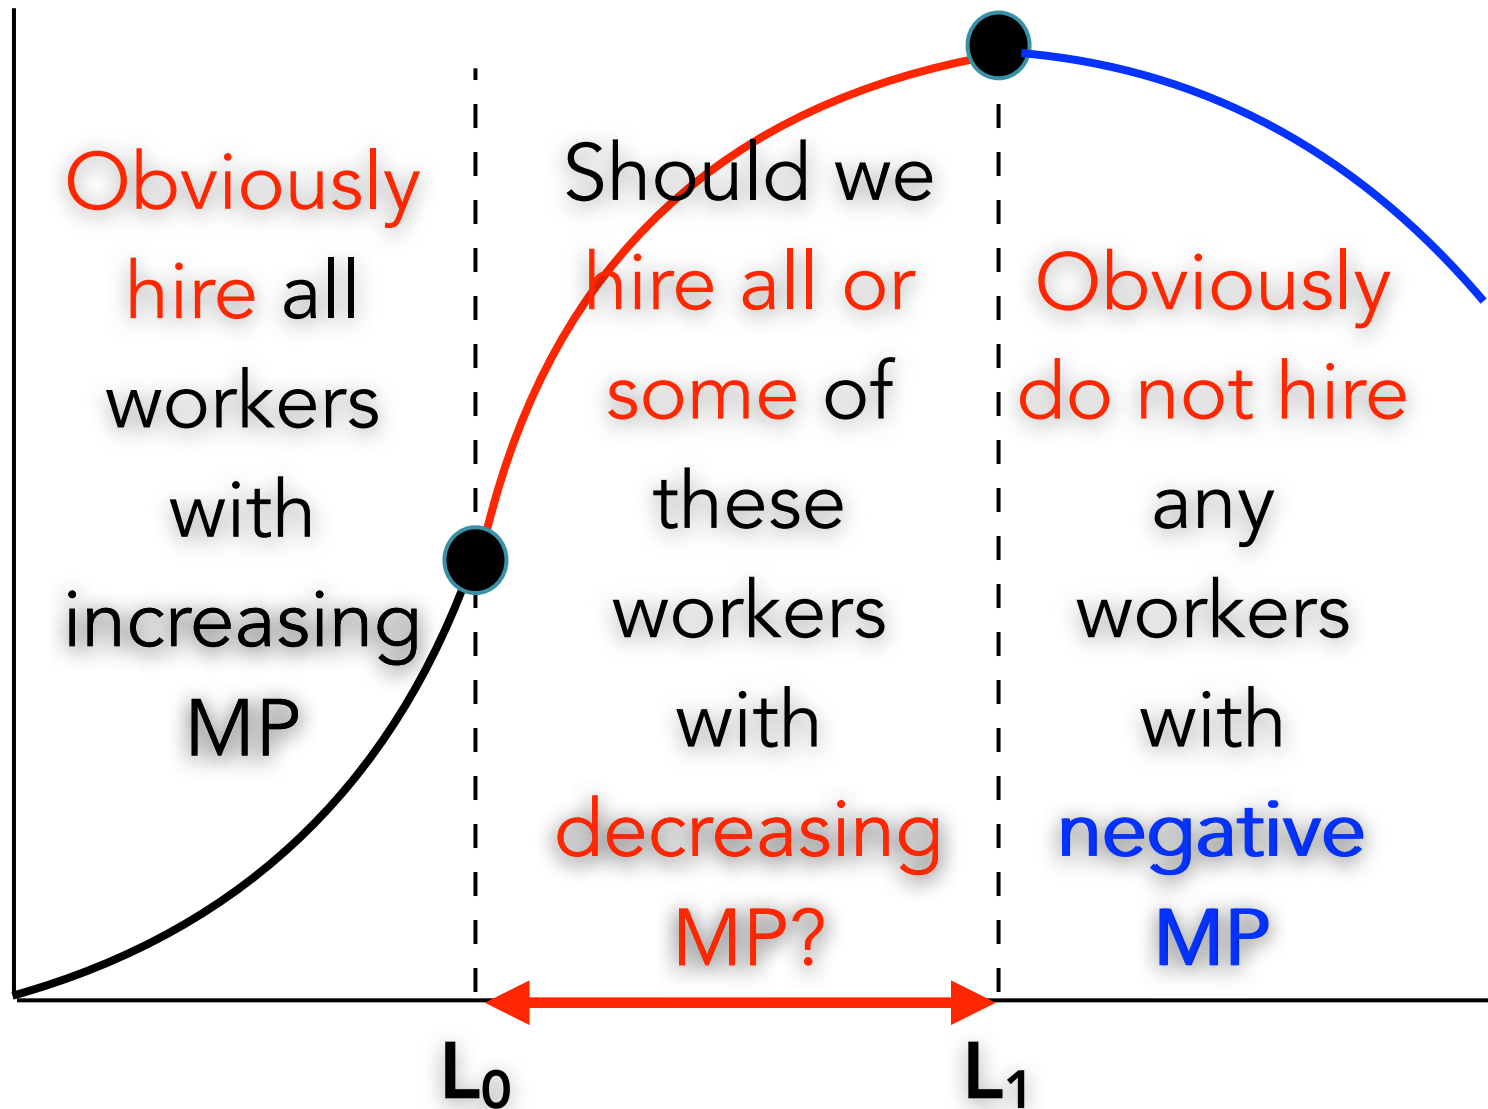 Obviously
hire all
workers
with
increasing
MP
Should we
hire all or
some of
these
workers
with
decreasing
MP?
Obviously
do not hire
any
workers
with
negative
MP
L₀
L₁